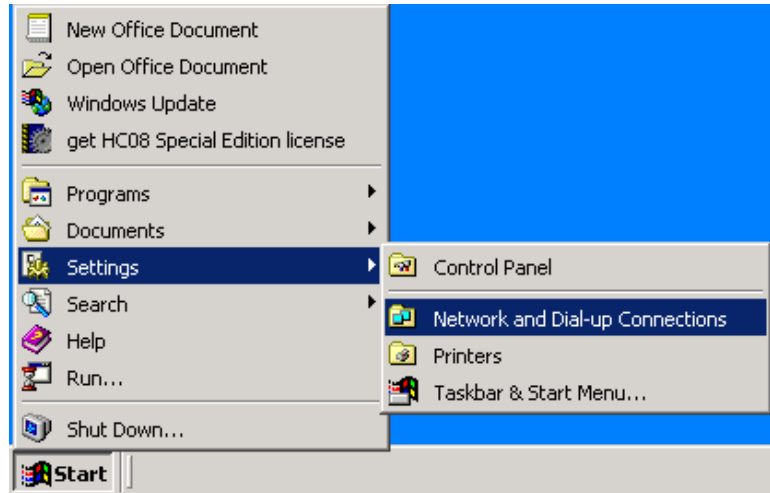 New Office Document
Open Office Document
Windows Update
get HC08 Special Edition license
Programs
Documents
Settings
Search
Help
Run...
Shut Down...
Control Panel
Network and Dial-up Connections
Printers
Taskbar & Start Menu...
Start